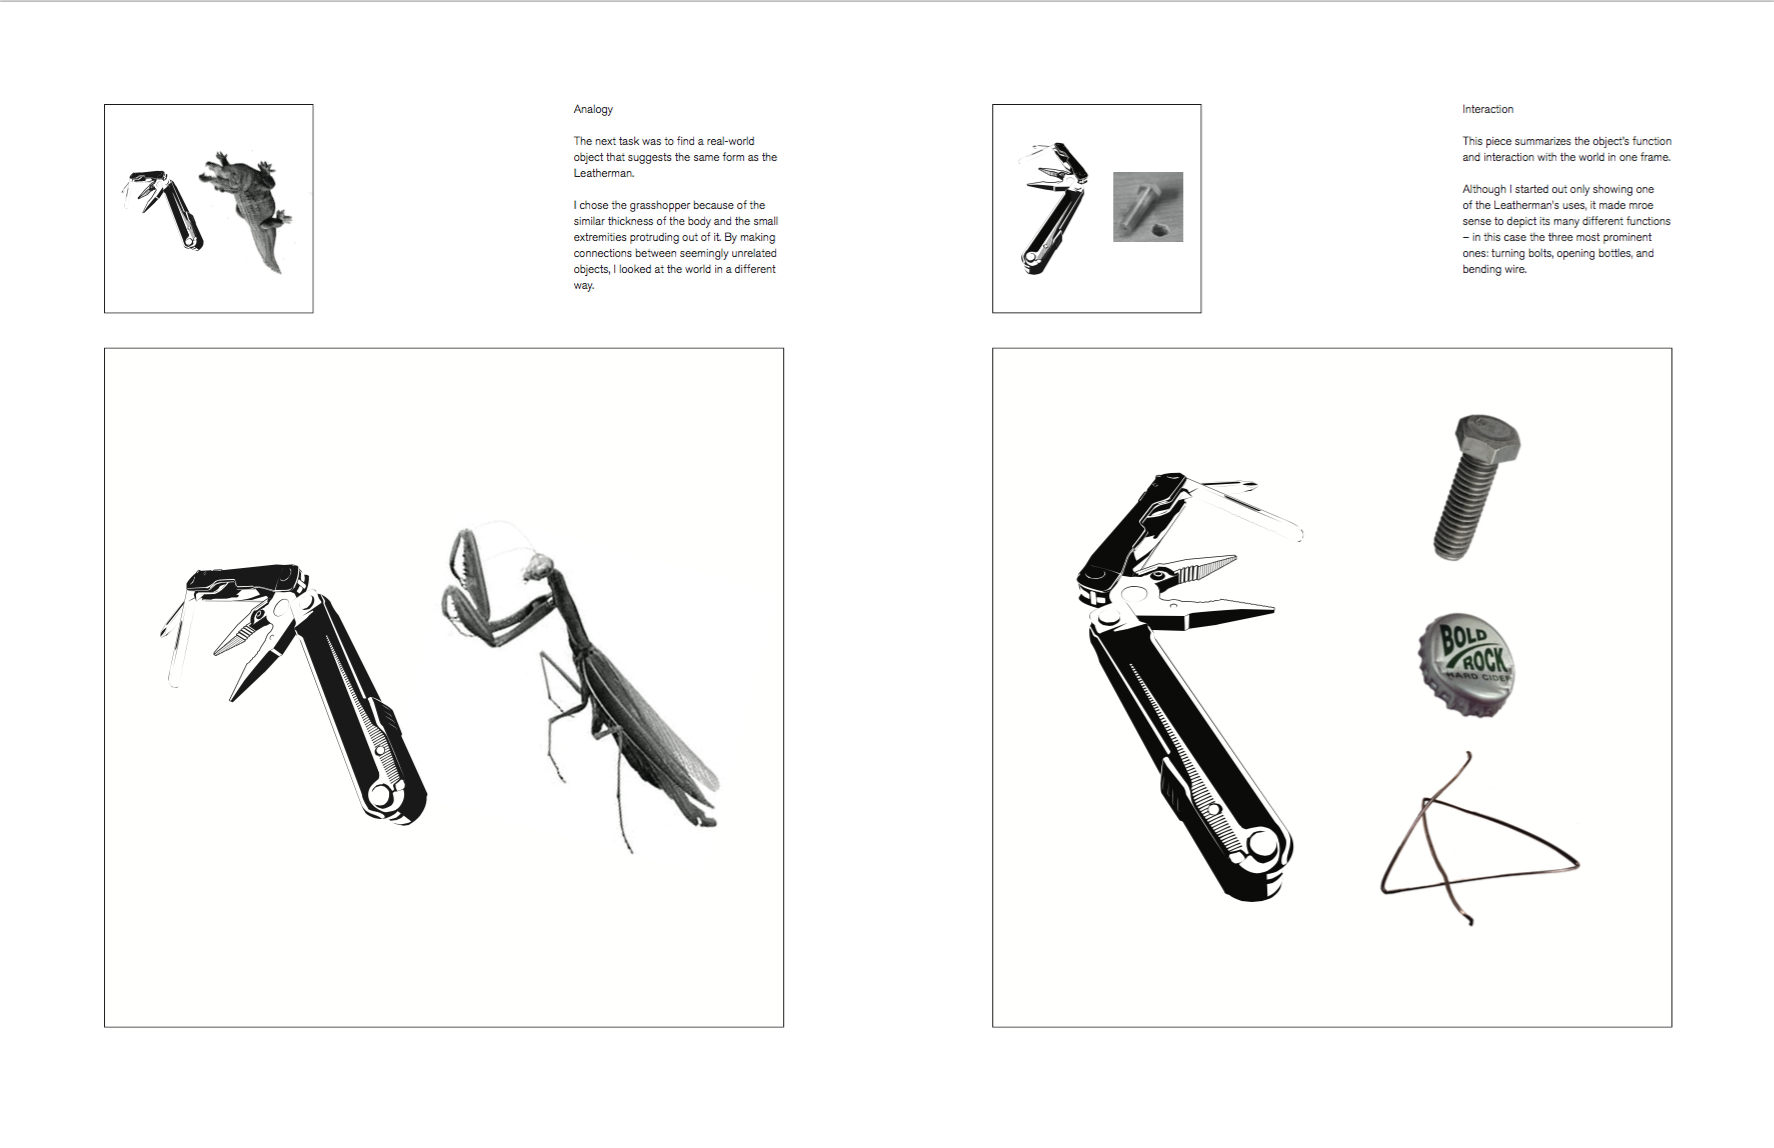 Analogy
The next task was to find a real-world
object that suggests the same form as the
Leatherman.
I chose the grasshopper because of the
similar thickness of the body and the small
extremities protruding out of it. By making
connections between seemingly unrelated
objects, I looked at the world in a different
way.
Interaction
This piece summarizes the object's function
and interaction with the world in one frame.
Although I started out only showing one
of the Leatherman's uses, it made mroe
sense to depict its many different functions
– in this case the three most prominent
ones: turning bolts, opening bottles, and
bending wire.
BOLD
ROCK
HARD CIDER